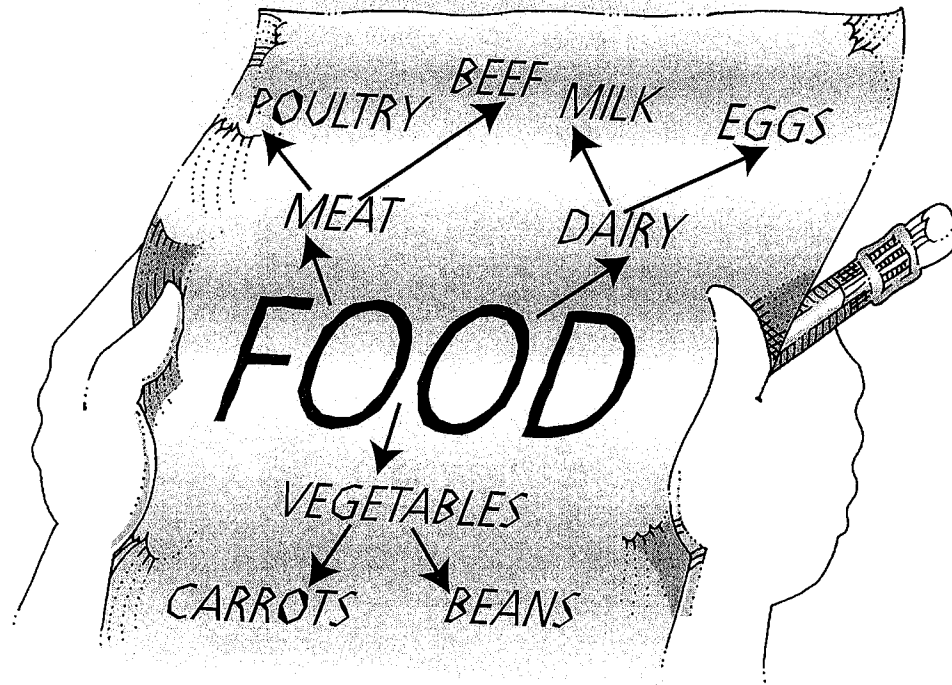 BEEF
POULTRY
MILK
EGGS
MEAT
DAIRY
FOOD
VEGETABLES
CARROTS
BEANS